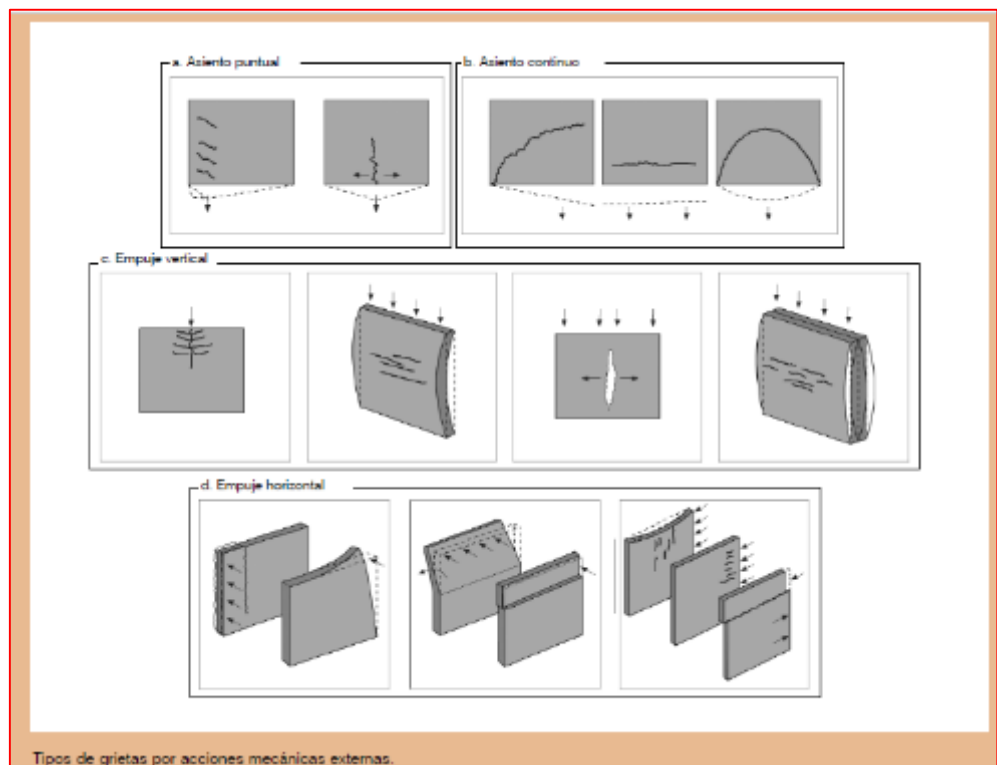 a. Asiento puntual
b. Asiento continuo
c. Empuje vertical
d. Empuje horizontal
Tipos de grietas por acciones mecánicas externas.